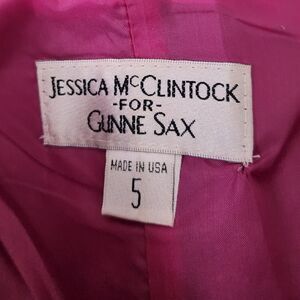 JESSICA MCCLINTOCK
-FOR-
GUNNE SAX
MADE IN USA
5